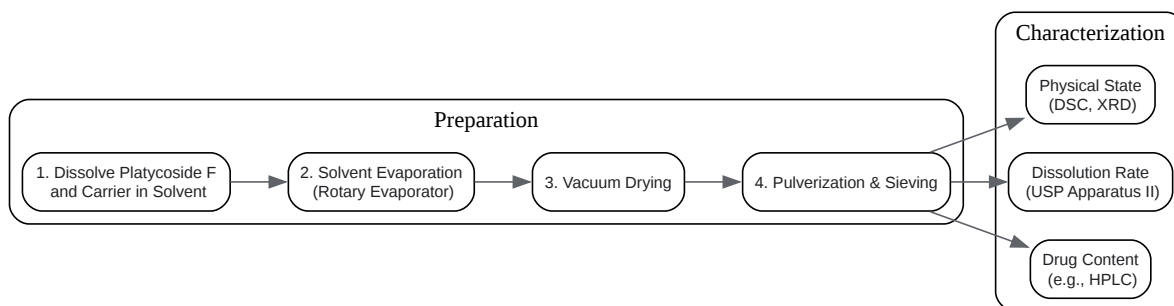 Preparation
1. Dissolve Platycoside F
and Carrier in Solvent
2. Solvent Evaporation
(Rotary Evaporator)
3. Vacuum Drying
4. Pulverization & Sieving
Characterization
Physical State
(DSC, XRD)
Dissolution Rate
(USP Apparatus II)
Drug Content
(e.g., HPLC)